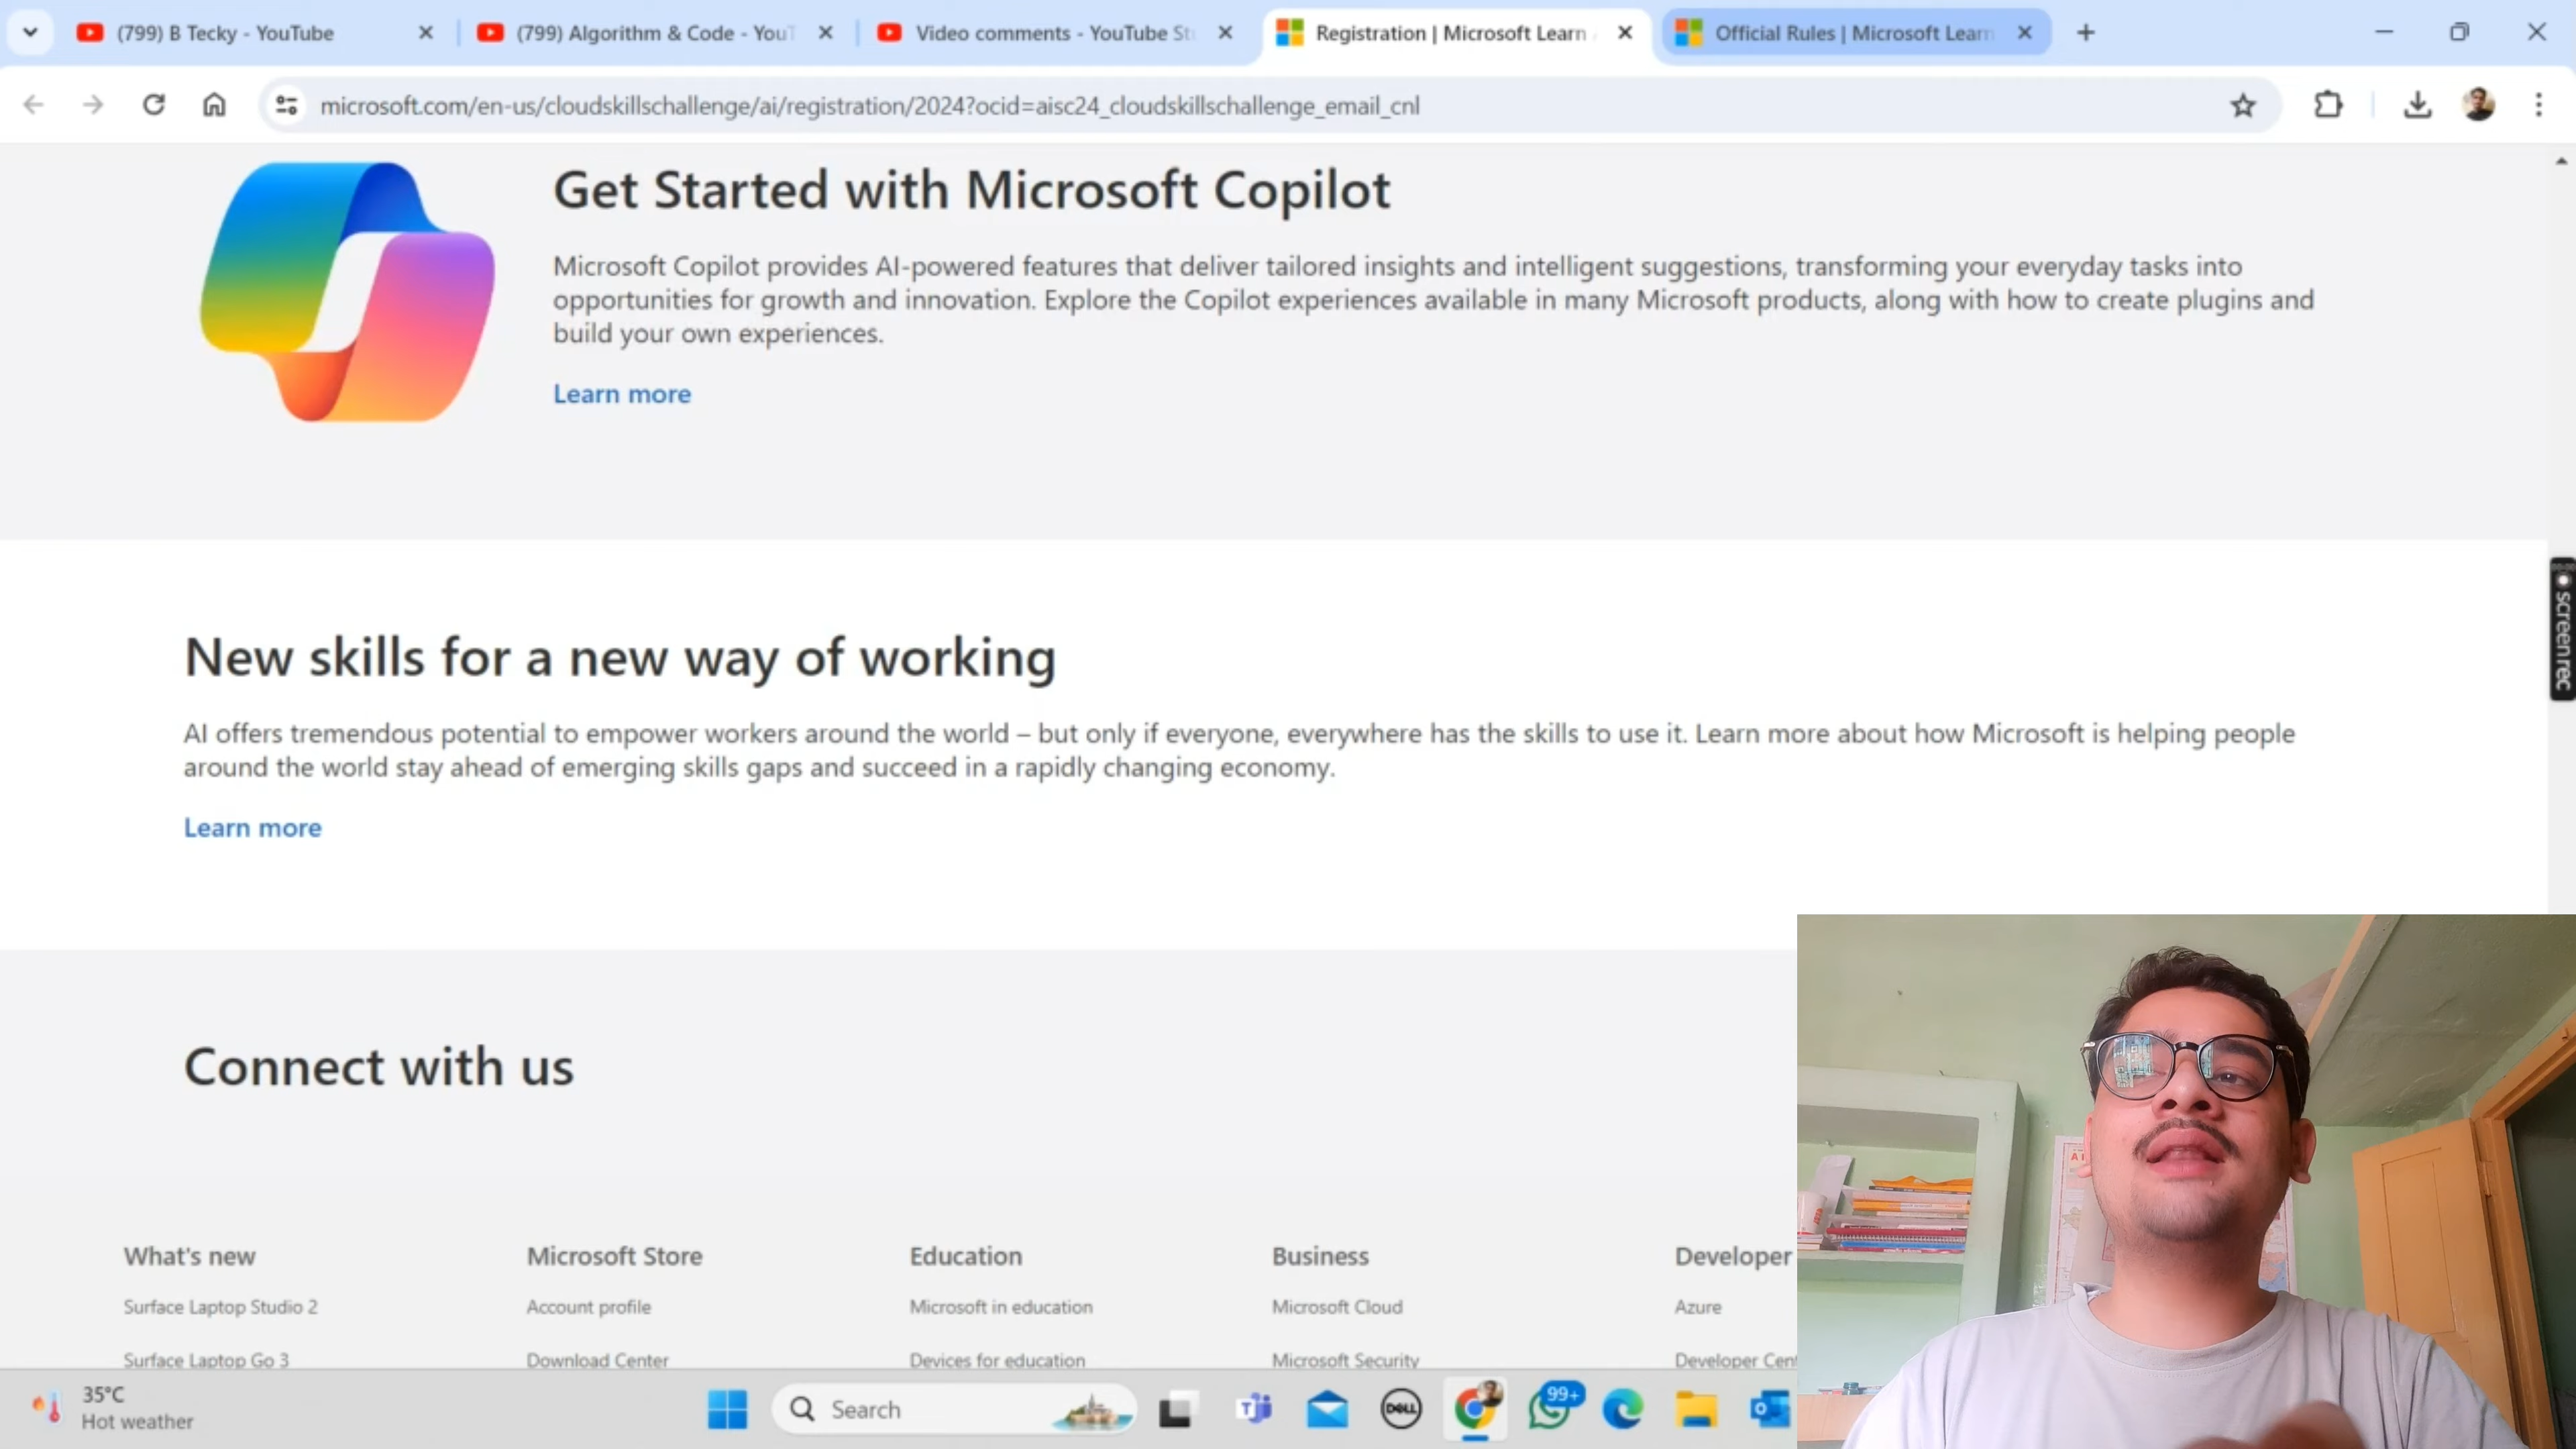 (799) B Tecky - YouTube
(799) Algorithm & Code - YouT
Video comments - YouTube St
Registration | Microsoft Learn
Official Rules | Microsoft Learn
microsoft.com/en-us/cloudskillschallenge/ai/registration/2024?ocid=aisc24_cloudskillschallenge_email_cnl
Get Started with Microsoft Copilot
Microsoft Copilot provides AI-powered features that deliver tailored insights and intelligent suggestions, transforming your everyday tasks into
opportunities for growth and innovation. Explore the Copilot experiences available in many Microsoft products, along with how to create plugins and
build your own experiences.
Learn more
screenrec
New skills for a new way of working
AI offers tremendous potential to empower workers around the world – but only if everyone, everywhere has the skills to use it. Learn more about how Microsoft is helping people
around the world stay ahead of emerging skills gaps and succeed in a rapidly changing economy.
Learn more
Connect with us
What's new
Surface Laptop Studio 2
Surface Laptop Go 3
Microsoft Store
Account profile
Download Center
Education
Microsoft in education
Devices for education
Business
Microsoft Cloud
Microsoft Security
Developer
Azure
Developer Cent
35°C
Hot weather
Search
DELL
99+